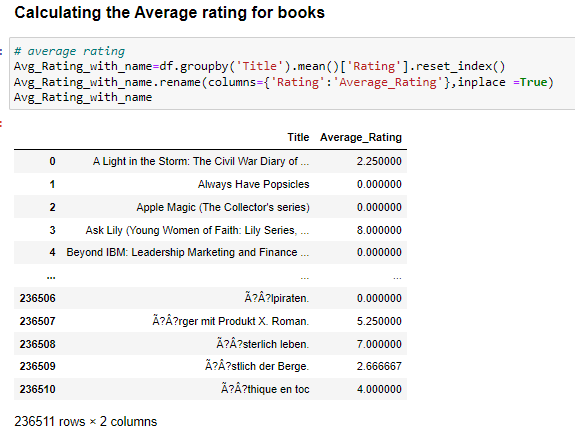 Calculating the Average rating for books
# average rating
Avg_Rating_with_name=df.groupby('Title').mean()['Rating'].reset_index()
Avg_Rating_with_name.rename(columns={'Rating':'Average_Rating'},inplace =True)
Avg_Rating_with_name
Title Average_Rating
0 A Light in the Storm: The Civil War Diary of ... 2.250000
1 Always Have Popsicles 0.000000
2 Apple Magic (The Collector's series) 0.000000
3 Ask Lily (Young Women of Faith: Lily Series, ... 8.000000
4 Beyond IBM: Leadership Marketing and Finance ... 0.000000
... ... ...
236506 Ã?Â?lpiraten. 0.000000
236507 Ã?Â?rger mit Produkt X. Roman. 5.250000
236508 Ã?Â?sterlich leben. 7.000000
236509 Ã?Â?stlich der Berge. 2.666667
236510 Ã?Â?thique en toc 4.000000
236511 rows × 2 columns